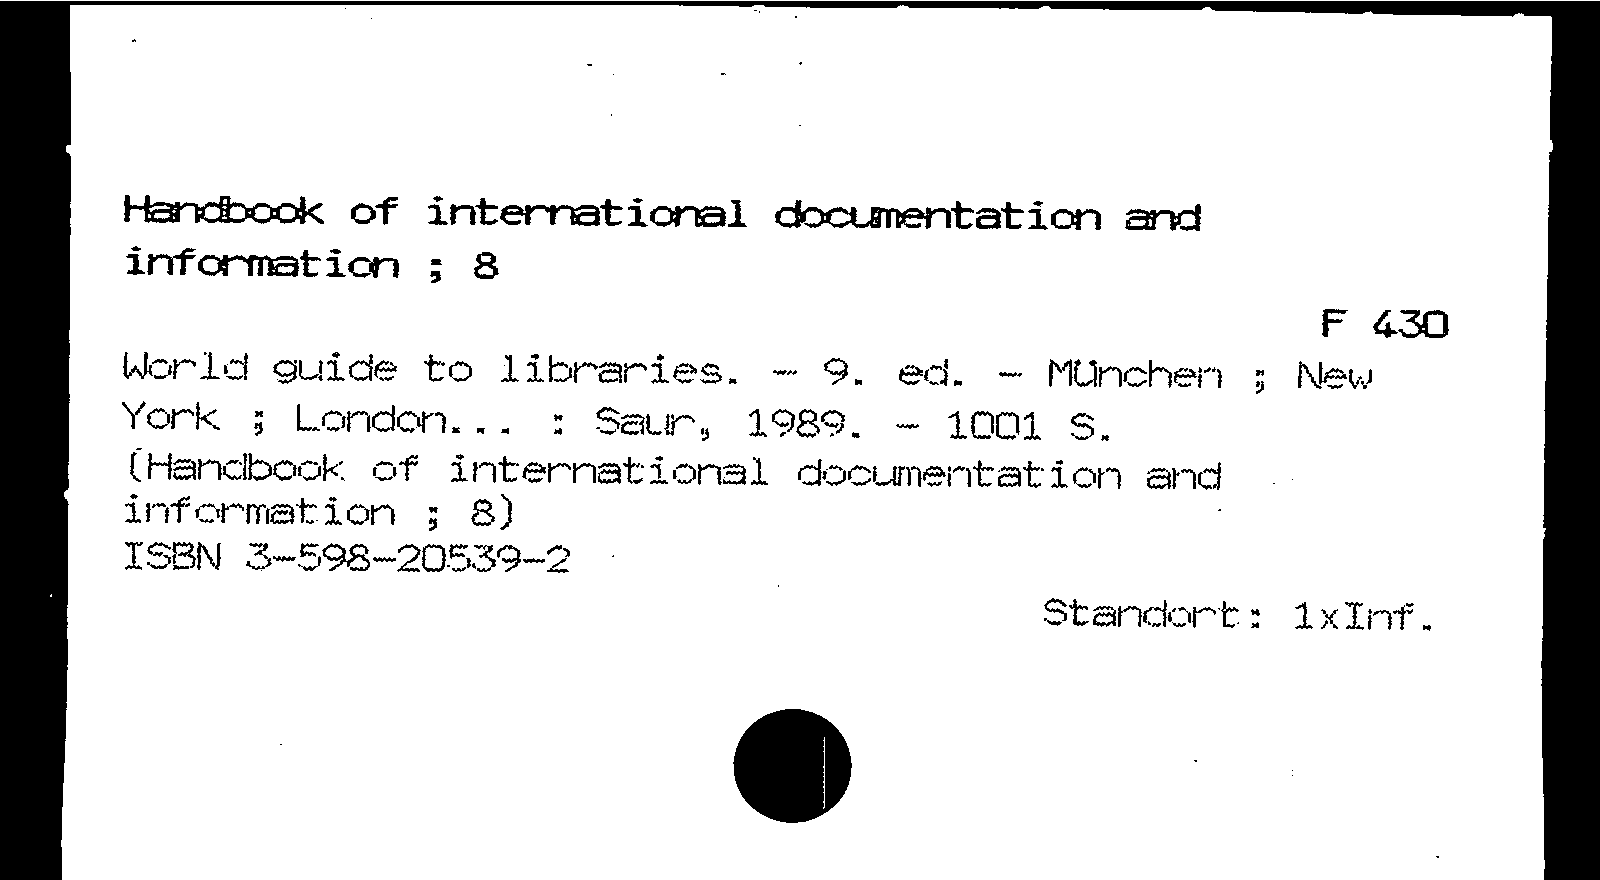 Handbook of international documentation and
information ; 8
F 430
World guide to libraries. - 9. ed. - München ; New
York ; London... : Saur, 1989. - 1001 S.
(Handbook of international documentation and
information ; 8)
ISBN 3-598-20539-2
Standort: 1xInf.